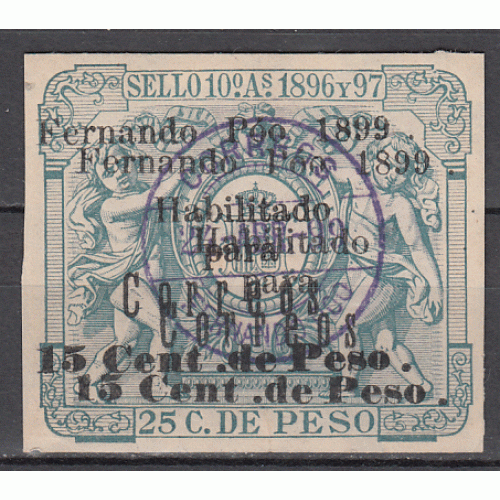 SELLO 10º. AS. 1896 Y 97
Fernando Póo 1899.
Fernando Póo 1899.
CORREOS
Habilitado
Habilitado
para
para
Correos
Correos
15 Cent. de Peso.
15 Cent. de Peso.
25 C. DE PESO